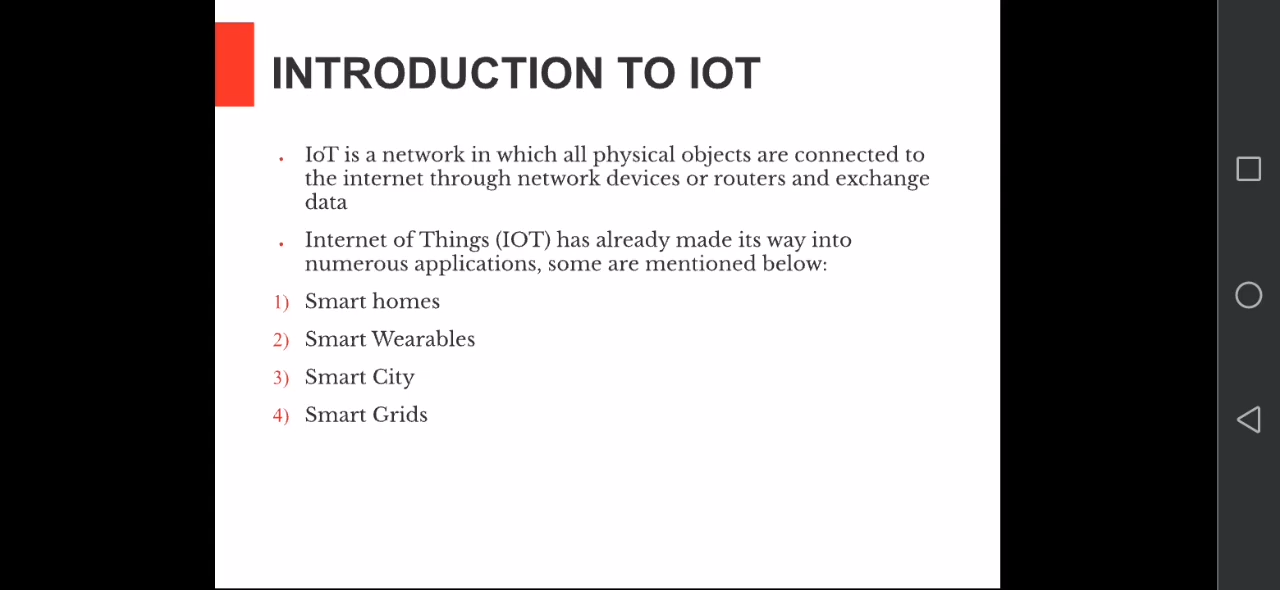 INTRODUCTION TO IOT
. IoT is a network in which all physical objects are connected to
the internet through network devices or routers and exchange
data
. Internet of Things (IOT) has already made its way into
numerous applications, some are mentioned below:
1) Smart homes
2) Smart Wearables
3) Smart City
4) Smart Grids